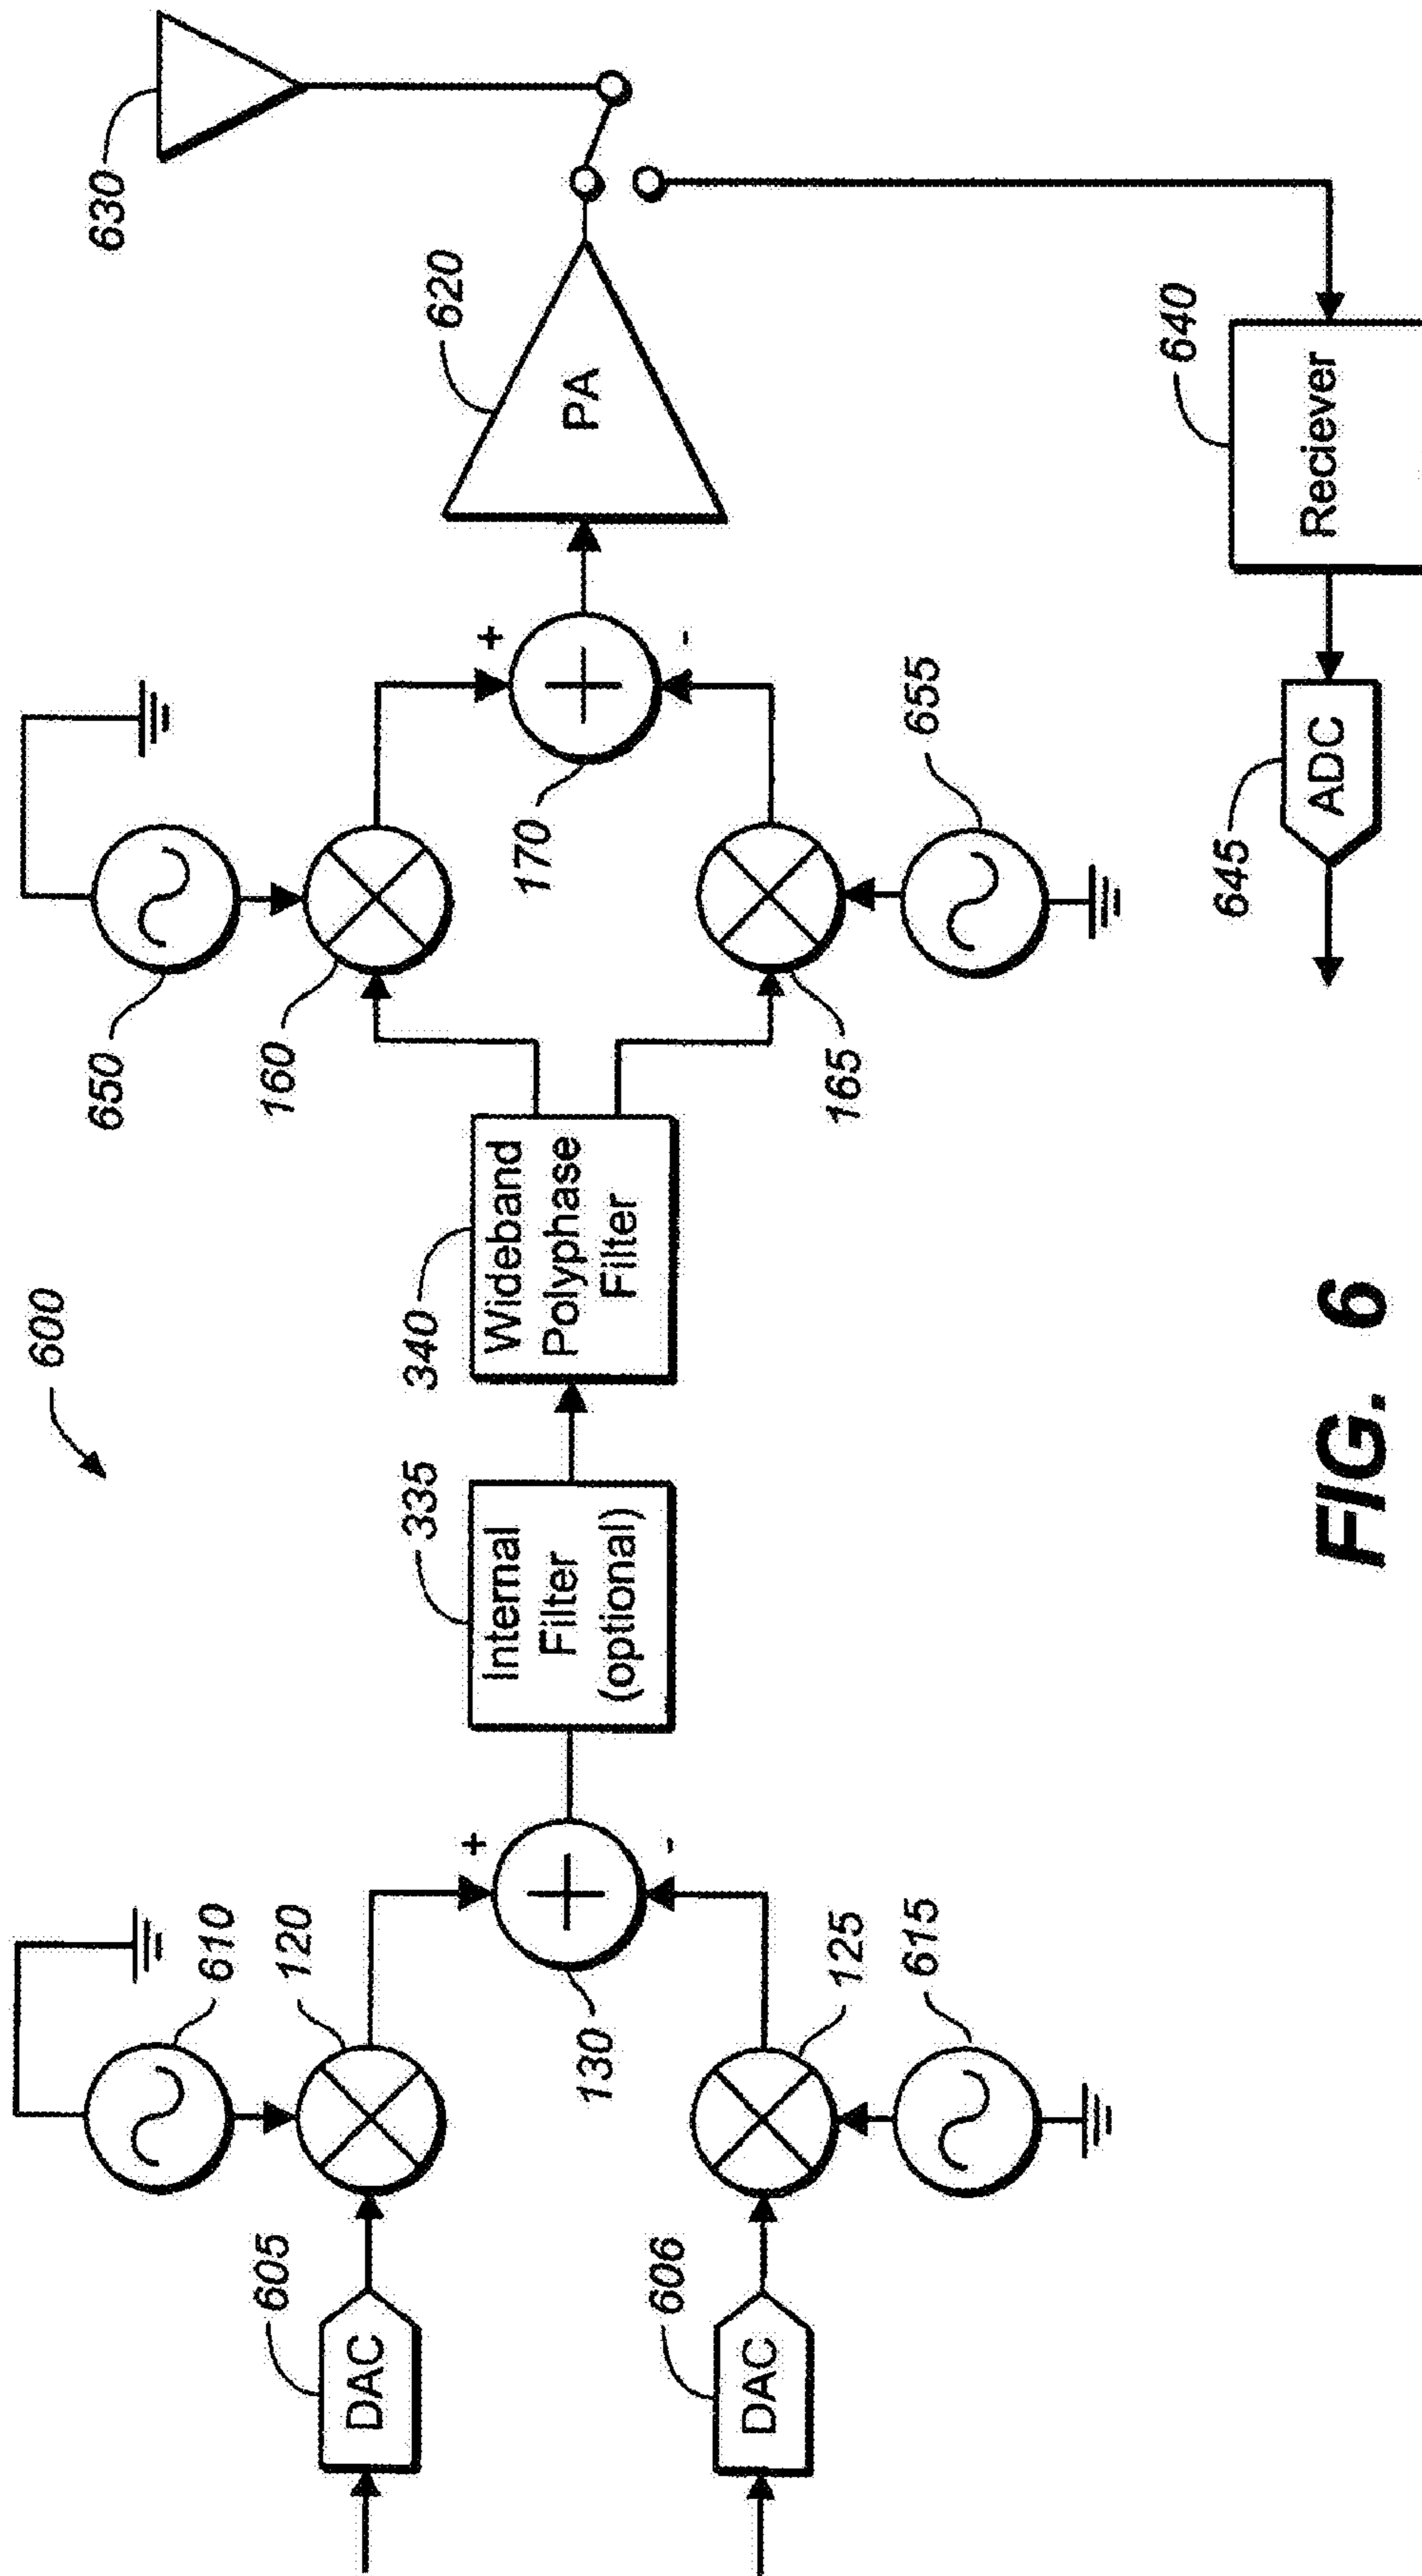 600
610
650
630
120
160
+
+
620
605
DAC
335
Internal
Filter
(optional)
340
Wideband
Polyphase
Filter
PA
130
170
-
-
606
DAC
125
165
615
655
645
ADC
640
Reciever
FIG. 6